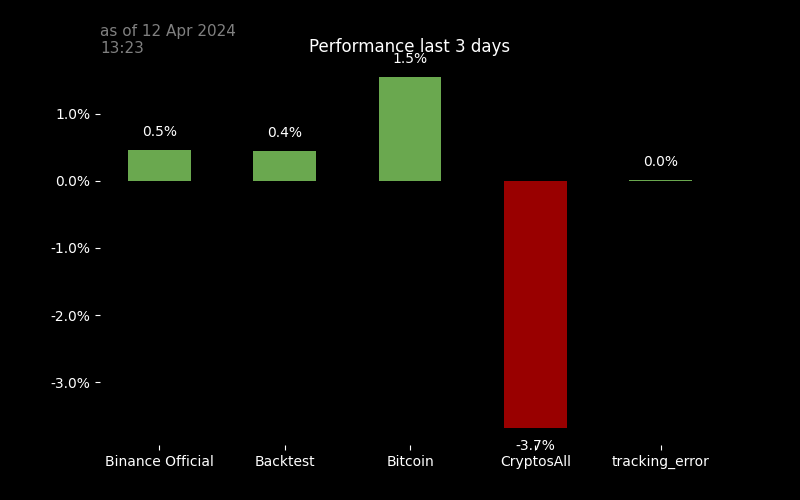 as of 12 Apr 2024
13:23
Performance last 3 days
1.5%
1.0%
0.5%
0.4%
0.0%
0.0%
-1.0%
-2.0%
-3.0%
-3.7%
Binance Official
Backtest
Bitcoin
CryptosAll
tracking_error